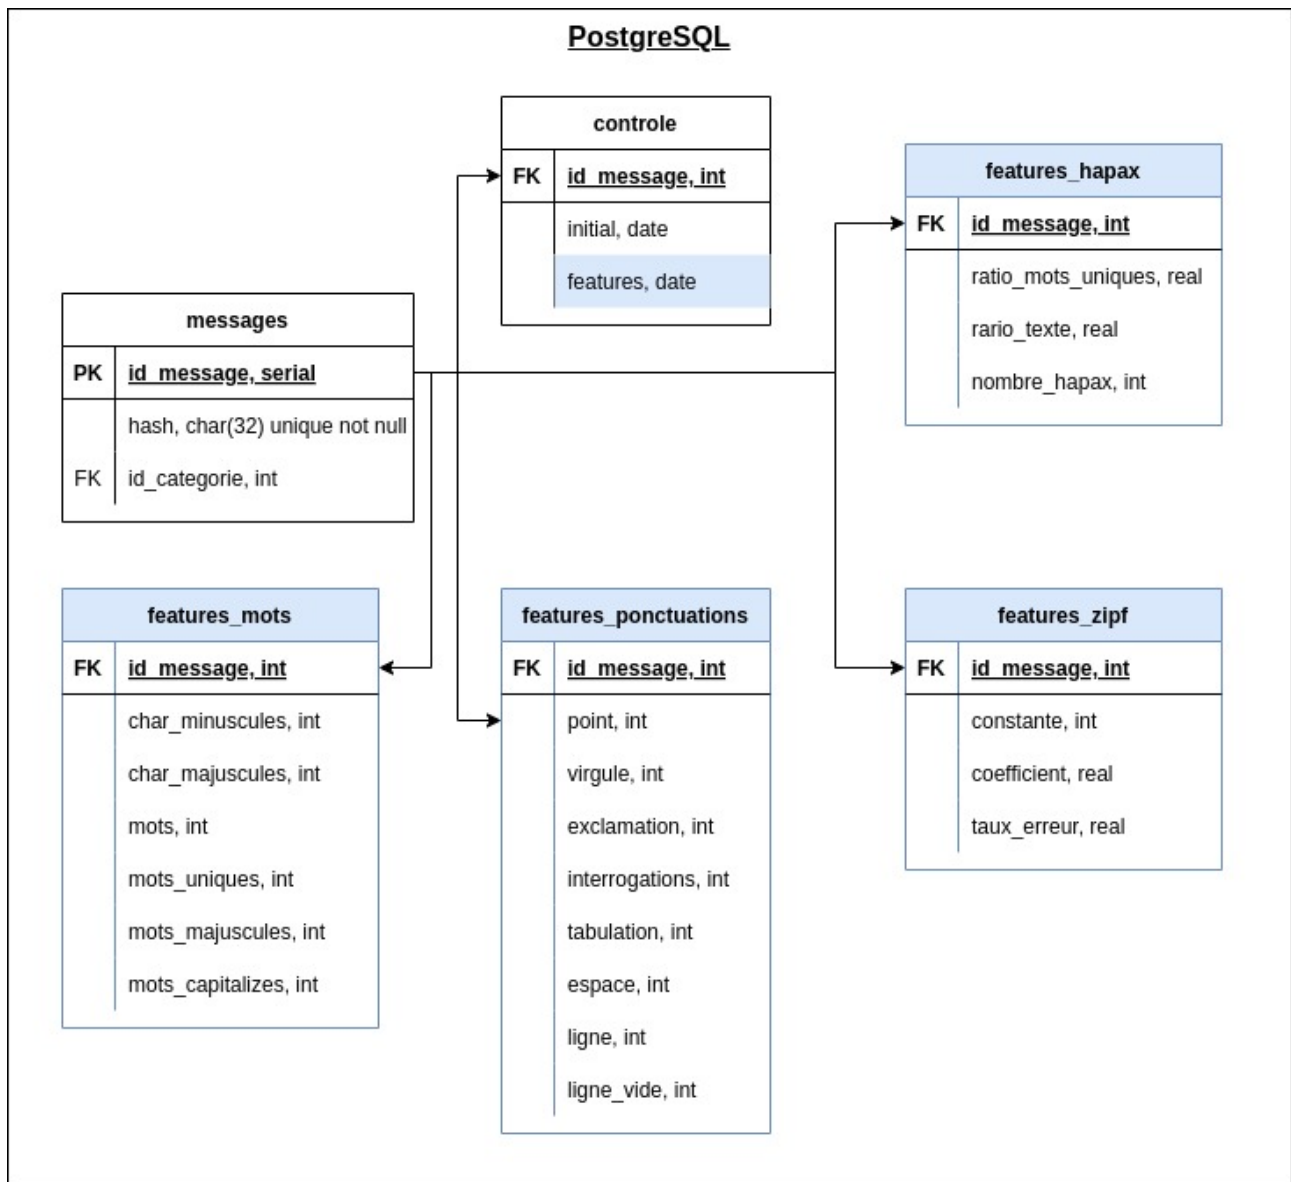 PostgreSQL
controle
FK id_message, int
initial, date
features, date
features_hapax
FK id_message, int
ratio_mots_uniques, real
rario_texte, real
nombre_hapax, int
messages
PK id_message, serial
hash, char(32) unique not null
FK id_categorie, int
features_mots
FK id_message, int
char_minuscules, int
char_majuscules, int
mots, int
mots_uniques, int
mots_majuscules, int
mots_capitalizes, int
features_ponctuations
FK id_message, int
point, int
virgule, int
exclamation, int
interrogations, int
tabulation, int
espace, int
ligne, int
ligne_vide, int
features_zipf
FK id_message, int
constante, int
coefficient, real
taux_erreur, real